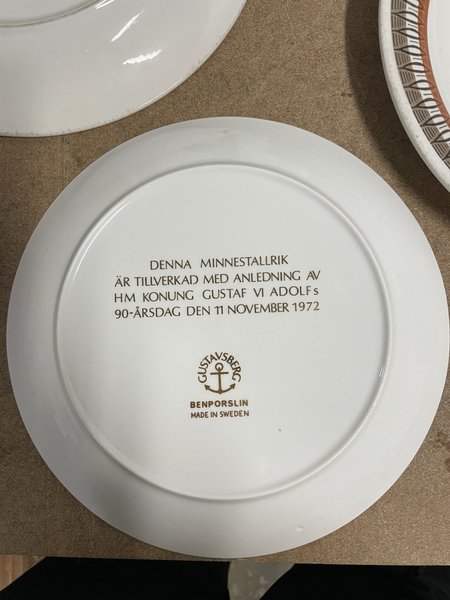 DENNA MINNESTALLRIK
ÄR TILLVERKAD MED ANLEDNING AV
HM KONUNG GUSTAF VI ADOLFs
90-ÅRSDAG DEN 11 NOVEMBER 1972
GUSTAVSBERG
BENPORSLIN
MADE IN SWEDEN